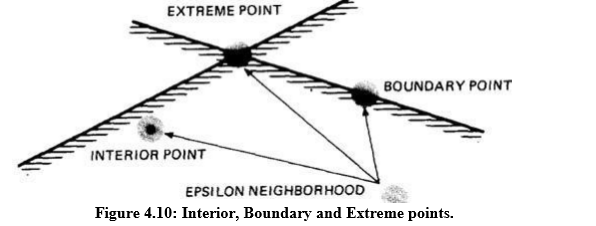 EXTREME POINT
BOUNDARY POINT
INTERIOR POINT
EPSILON NEIGHBORHOOD
Figure 4.10: Interior, Boundary and Extreme points.